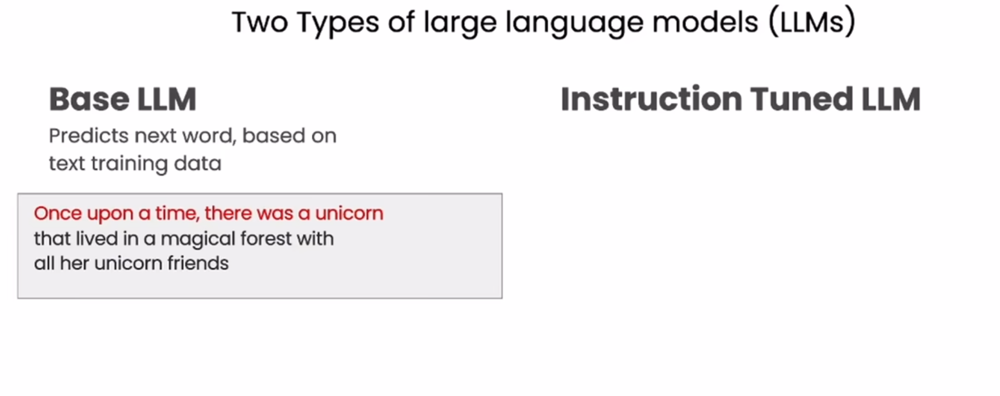 Two Types of large language models (LLMs)
Base LLM
Predicts next word, based on
text training data
Once upon a time, there was a unicorn
that lived in a magical forest with
all her unicorn friends
Instruction Tuned LLM